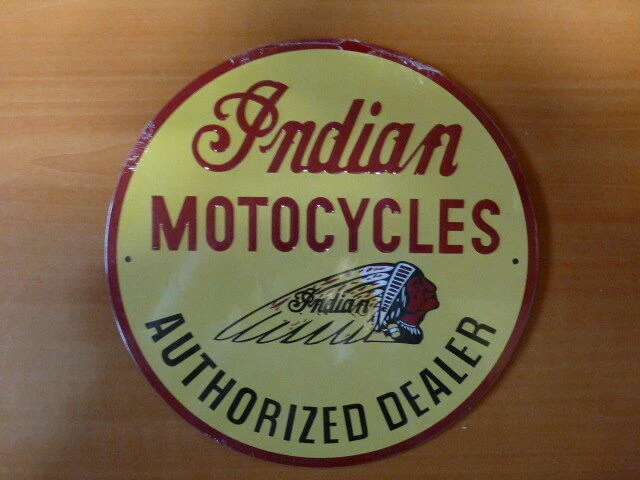 Indian
MOTOCYCLES
Indian
AUTHORIZED DEALER